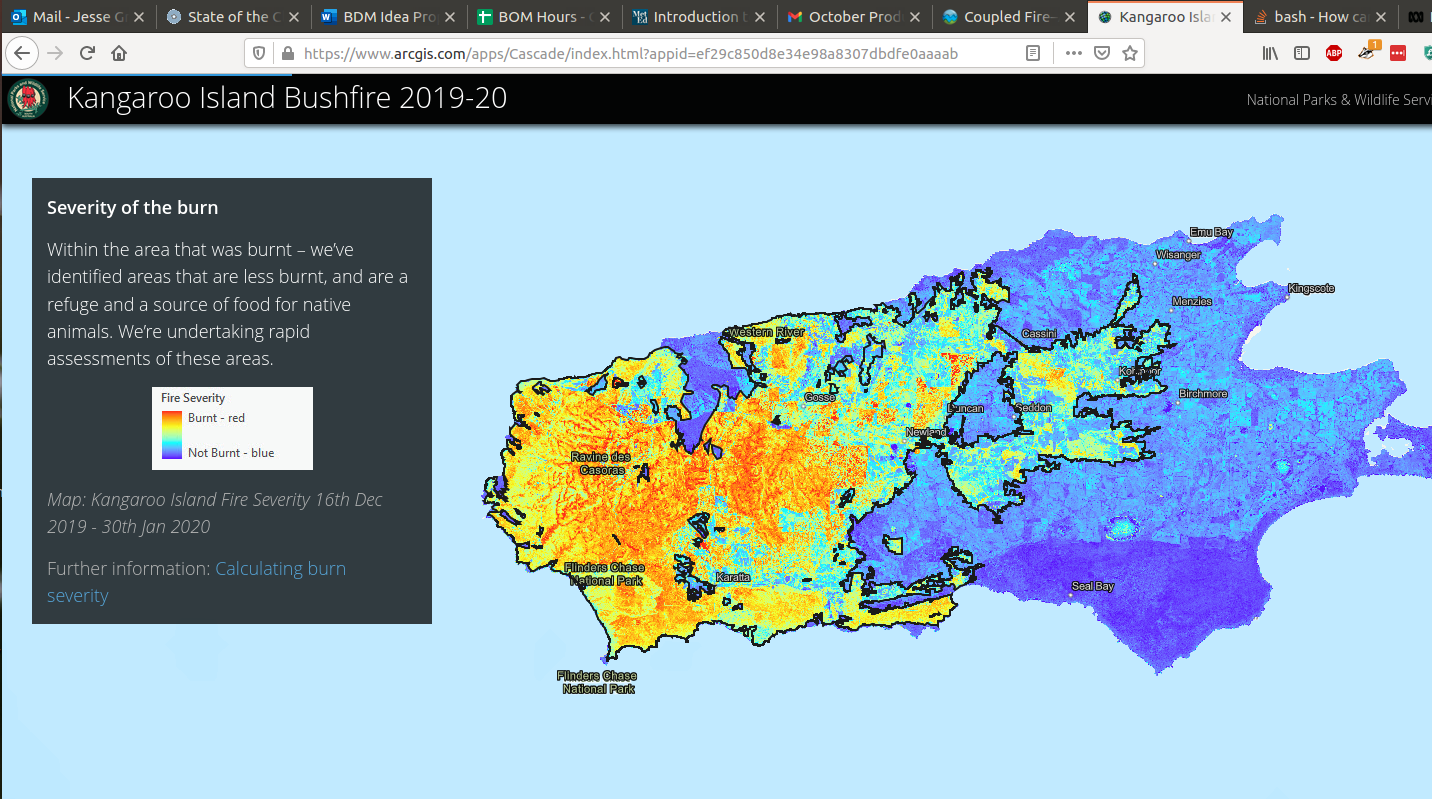 Mail - Jesse G
State of the C
BDM Idea Pro
BOM Hours - 
Introduction t
October Prod
Coupled Fire–
Kangaroo Isla
bash - How ca
https://www.arcgis.com/apps/Cascade/index.html?appid=ef29c850d8e34e98a8307dbdfe0aaaab
ABP
1
Kangaroo Island Bushfire 2019-20
National Parks & Wildlife Servi
Severity of the burn
Within the area that was burnt – we've
identified areas that are less burnt, and are a
refuge and a source of food for native
animals. We're undertaking rapid
assessments of these areas.
Fire Severity
Burnt - red
Not Burnt - blue
Map: Kangaroo Island Fire Severity 16th Dec
2019 - 30th Jan 2020
Further information: Calculating burn
severity
Emu Bay
Wisanger
Kingscote
Menzies
Western River
Cassini
Birchmore
Gosse
Duncan
Seddon
Newland
Ravine des
Casoras
Flinders Chase
National Park
Karatta
Seal Bay
Flinders Chase
National Park